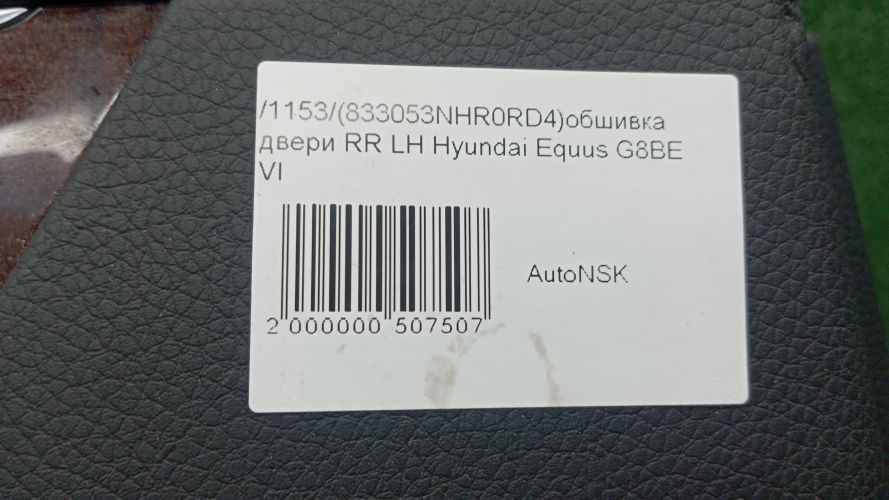 /1153/(833053NHR0RD4)обшивка
двери RR LH Hyundai Equus G8BE
VI
AutoNSK
2 000000 507507